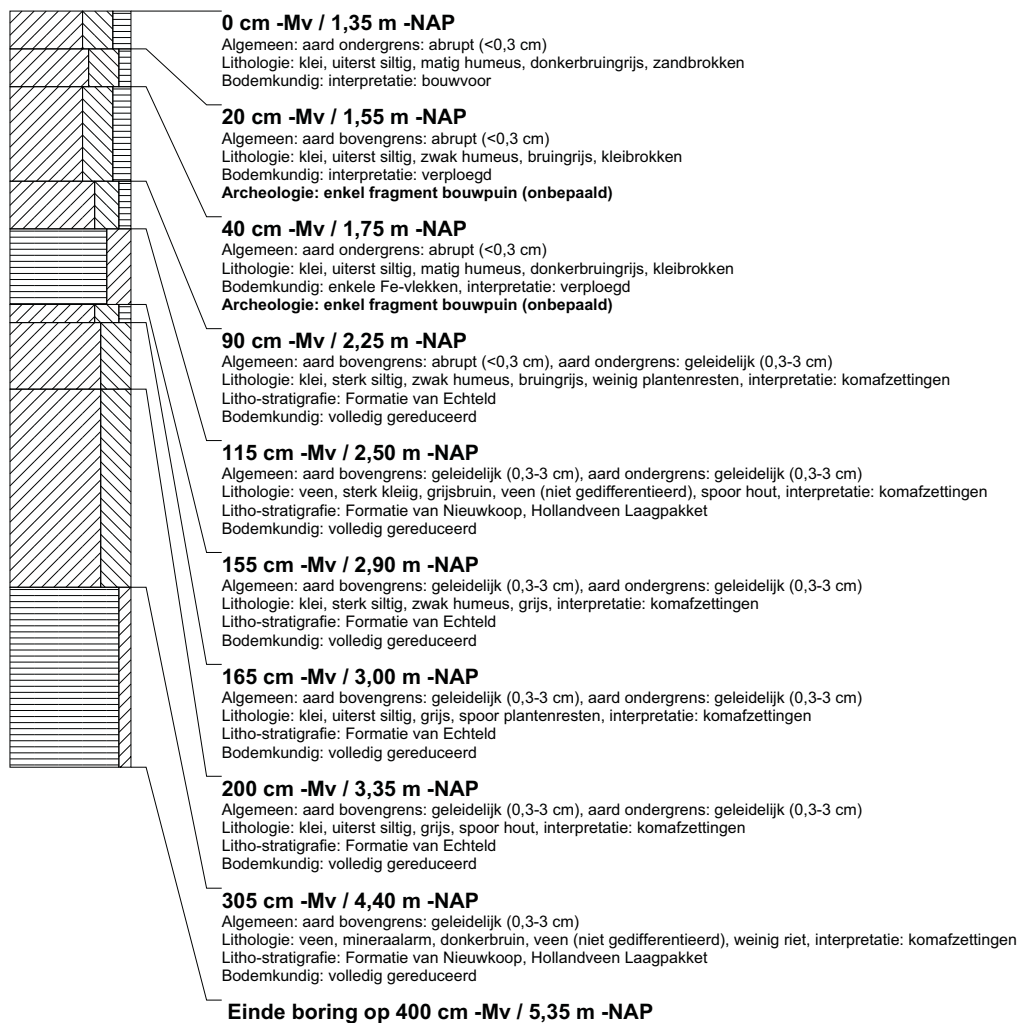 0 cm -Mv / 1,35 m -NAP
Algemeen: aard ondergrens: abrupt (<0,3 cm)
Lithologie: klei, uiterst siltig, matig humeus, donkerbruingrijs, zandbrokken
Bodemkundig: interpretatie: bouwvoor
20 cm -Mv / 1,55 m -NAP
Algemeen: aard bovengrens: abrupt (<0,3 cm)
Lithologie: klei, uiterst siltig, zwak humeus, bruingrijs, kleibrokken
Bodemkundig: interpretatie: verploegd
Archeologie: enkel fragment bouwpuin (onbepaald)
40 cm -Mv / 1,75 m -NAP
Algemeen: aard ondergrens: abrupt (<0,3 cm)
Lithologie: klei, uiterst siltig, matig humeus, donkerbruingrijs, kleibrokken
Bodemkundig: enkele Fe-vlekken, interpretatie: verploegd
Archeologie: enkel fragment bouwpuin (onbepaald)
90 cm -Mv / 2,25 m -NAP
Algemeen: aard bovengrens: abrupt (<0,3 cm), aard ondergrens: geleidelijk (0,3-3 cm)
Lithologie: klei, sterk siltig, zwak humeus, bruingrijs, weinig plantenresten, interpretatie: komafzettingen
Litho-stratigrafie: Formatie van Echteld
Bodemkundig: volledig gereduceerd
115 cm -Mv / 2,50 m -NAP
Algemeen: aard bovengrens: geleidelijk (0,3-3 cm), aard ondergrens: geleidelijk (0,3-3 cm)
Lithologie: veen, sterk kleiig, grijsbruin, veen (niet gedifferentieerd), spoor hout, interpretatie: komafzettingen
Litho-stratigrafie: Formatie van Nieuwkoop, Hollandveen Laagpakket
Bodemkundig: volledig gereduceerd
155 cm -Mv / 2,90 m -NAP
Algemeen: aard bovengrens: geleidelijk (0,3-3 cm), aard ondergrens: geleidelijk (0,3-3 cm)
Lithologie: klei, sterk siltig, zwak humeus, grijs, interpretatie: komafzettingen
Litho-stratigrafie: Formatie van Echteld
Bodemkundig: volledig gereduceerd
165 cm -Mv / 3,00 m -NAP
Algemeen: aard bovengrens: geleidelijk (0,3-3 cm), aard ondergrens: geleidelijk (0,3-3 cm)
Lithologie: klei, uiterst siltig, grijs, spoor plantenresten, interpretatie: komafzettingen
Litho-stratigrafie: Formatie van Echteld
Bodemkundig: volledig gereduceerd
200 cm -Mv / 3,35 m -NAP
Algemeen: aard bovengrens: geleidelijk (0,3-3 cm), aard ondergrens: geleidelijk (0,3-3 cm)
Lithologie: klei, uiterst siltig, grijs, spoor hout, interpretatie: komafzettingen
Litho-stratigrafie: Formatie van Echteld
Bodemkundig: volledig gereduceerd
305 cm -Mv / 4,40 m -NAP
Algemeen: aard bovengrens: geleidelijk (0,3-3 cm)
Lithologie: veen, mineraalarm, donkerbruin, veen (niet gedifferentieerd), weinig riet, interpretatie: komafzettingen
Litho-stratigrafie: Formatie van Nieuwkoop, Hollandveen Laagpakket
Bodemkundig: volledig gereduceerd
Einde boring op 400 cm -Mv / 5,35 m -NAP